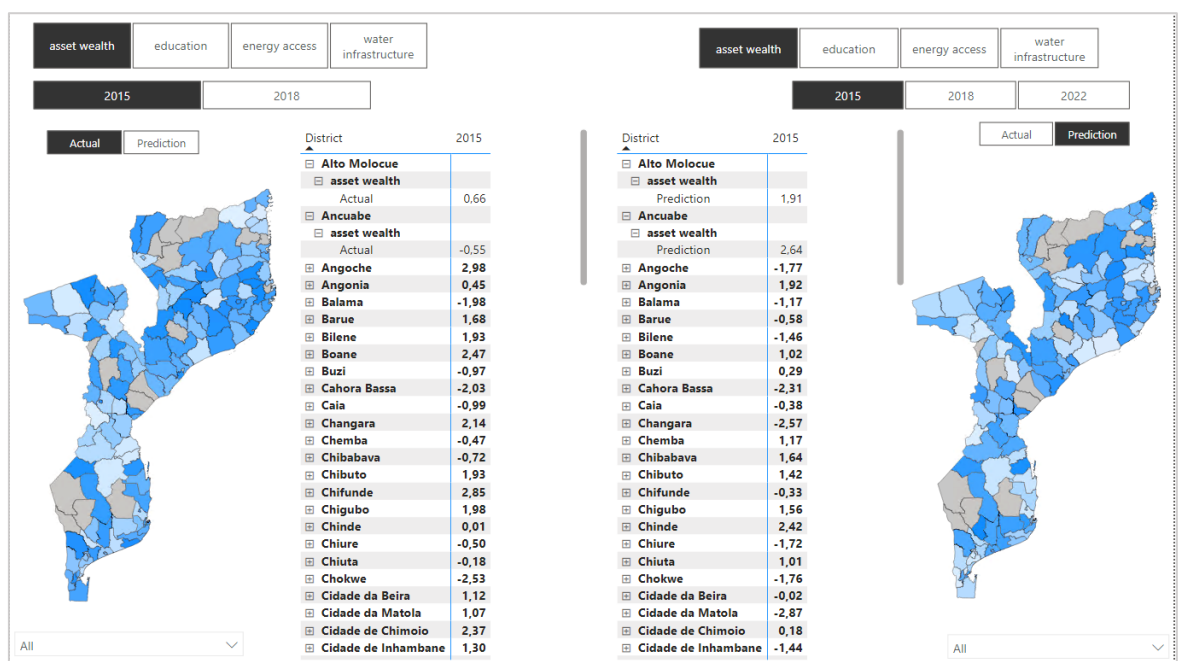 asset wealth education energy access water infrastructure
2015 2018
Actual Prediction
District 2015
Alto Molocue
asset wealth
Actual 0,66
Ancuabe
asset wealth
Actual -0,55
Angoche 2,98
Angonia 0,45
Balama -1,98
Barue 1,68
Bilene 1,93
Boane 2,47
Buzi -0,97
Cahora Bassa -2,03
Caia -0,99
Changara 2,14
Chemba -0,47
Chibabava -0,72
Chibuto 1,93
Chifunde 2,85
Chigubo 1,98
Chinde 0,01
Chiure -0,50
Chiuta -0,18
Chokwe -2,53
Cidade da Beira 1,12
Cidade da Matola 1,07
Cidade de Chimoio 2,37
Cidade de Inhambane 1,30
All
asset wealth education energy access water infrastructure
2015 2018 2022
Actual Prediction
District 2015
Alto Molocue
asset wealth
Prediction 1,91
Ancuabe
asset wealth
Prediction 2,64
Angoche -1,77
Angonia 1,92
Balama -1,17
Barue -0,58
Bilene -1,46
Boane 1,02
Buzi 0,29
Cahora Bassa -2,31
Caia -0,38
Changara -2,57
Chemba 1,17
Chibabava 1,64
Chibuto 1,42
Chifunde -0,33
Chigubo 1,56
Chinde 2,42
Chiure -1,72
Chiuta 1,01
Chokwe -1,76
Cidade da Beira -0,02
Cidade da Matola -2,87
Cidade de Chimoio 0,18
Cidade de Inhambane -1,44
All